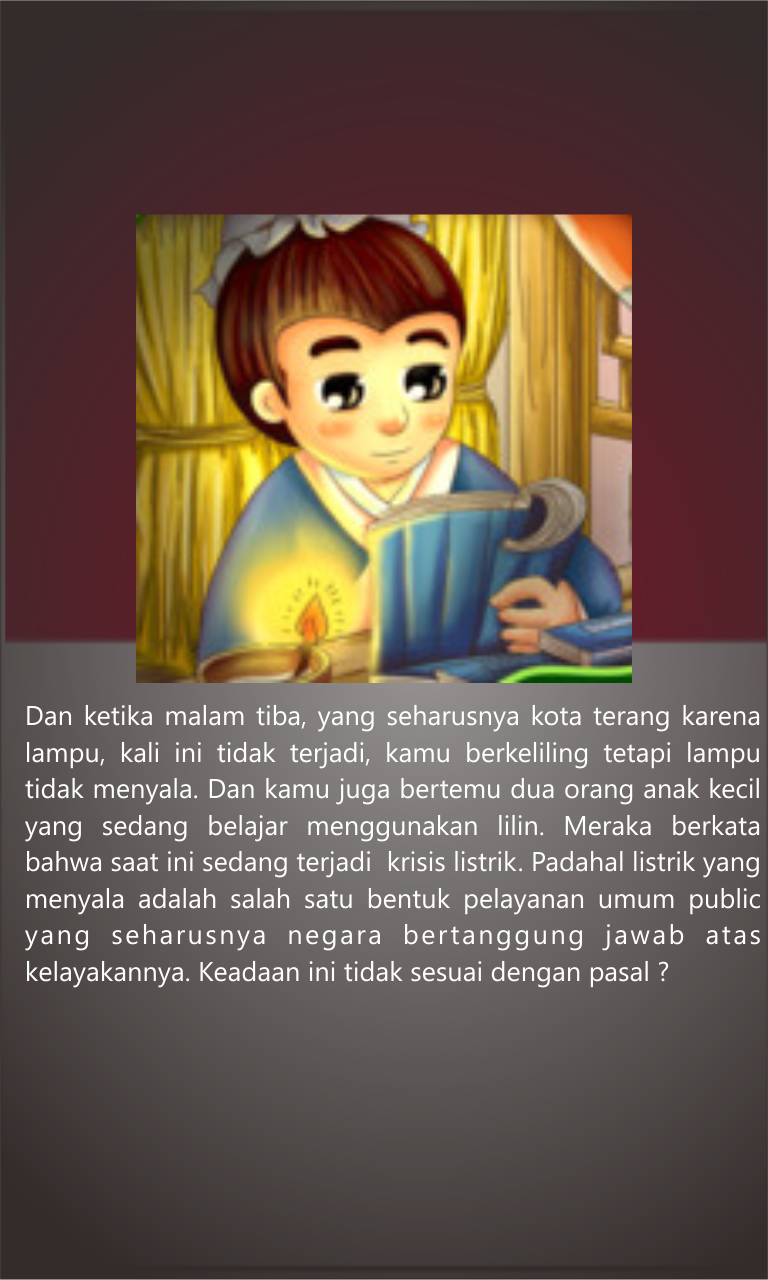 Dan ketika malam tiba, yang seharusnya kota terang karena
lampu, kali ini tidak terjadi, kamu berkeliling tetapi lampu
tidak menyala. Dan kamu juga bertemu dua orang anak kecil
yang sedang belajar menggunakan lilin. Meraka berkata
bahwa saat ini sedang terjadi  krisis listrik. Padahal listrik yang
menyala adalah salah satu bentuk pelayanan umum public
yang seharusnya negara bertanggung jawab atas
kelayakannya. Keadaan ini tidak sesuai dengan pasal ?